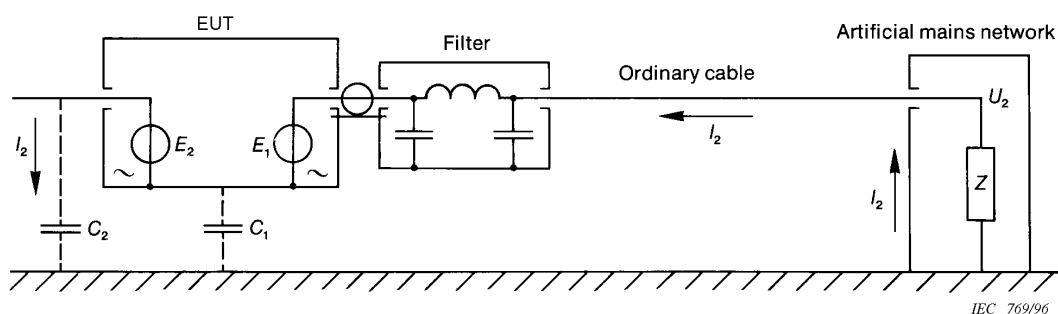 EUT
Filter
Artificial mains network
Ordinary cable
U₂
I₂
E₂
E₁
I₂
I₂
Z
C₂
C₁
IEC 769/96